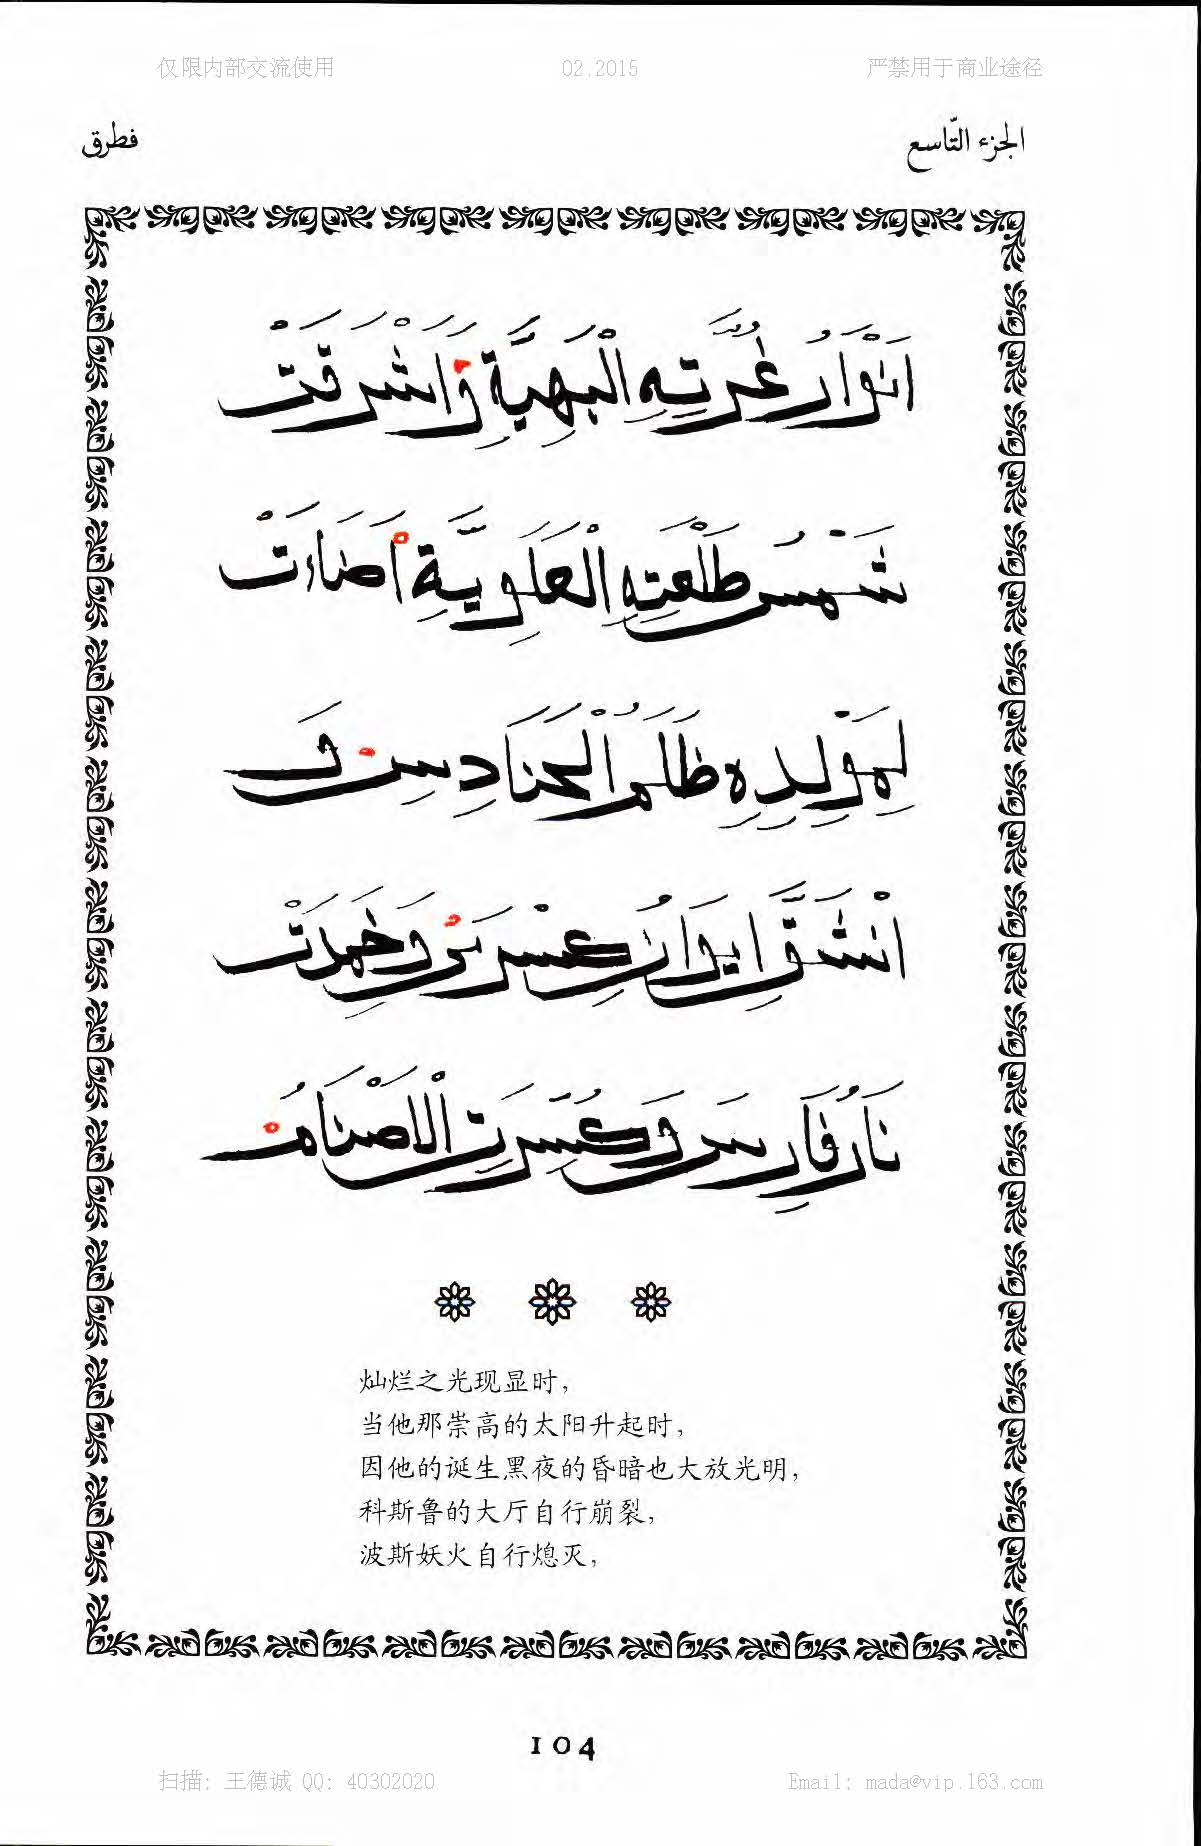 仅限内部交流使用 02.2015 严禁用于商业途径
الجزء التّاسع فطرق
اَنْوَارُ غُرَّتِهِ الْبَهِيَّةِ وَاَشْرَقَتْ
شَمْسُ طَلْعَتِهِ الْعَلَوِيَّةِ اَضَاءَتْ
لِمَوْلِدِهِ ظُلَمُ الْحَنَادِسِ وَ
انْشَقَّ اِيوَانُ كِسْرَىٰ وَخَمِدَتْ
نَارُ فَارِسَ وَكُسِّرَتِ الْاَصْنَامُ
灿烂之光现显时,
当他那崇高的太阳升起时,
因他的诞生黑夜的昏暗也大放光明,
科斯鲁的大厅自行崩裂,
波斯妖火自行熄灭,
104
扫描: 王德诚 QQ: 40302020 Email: mada@vip.163.com